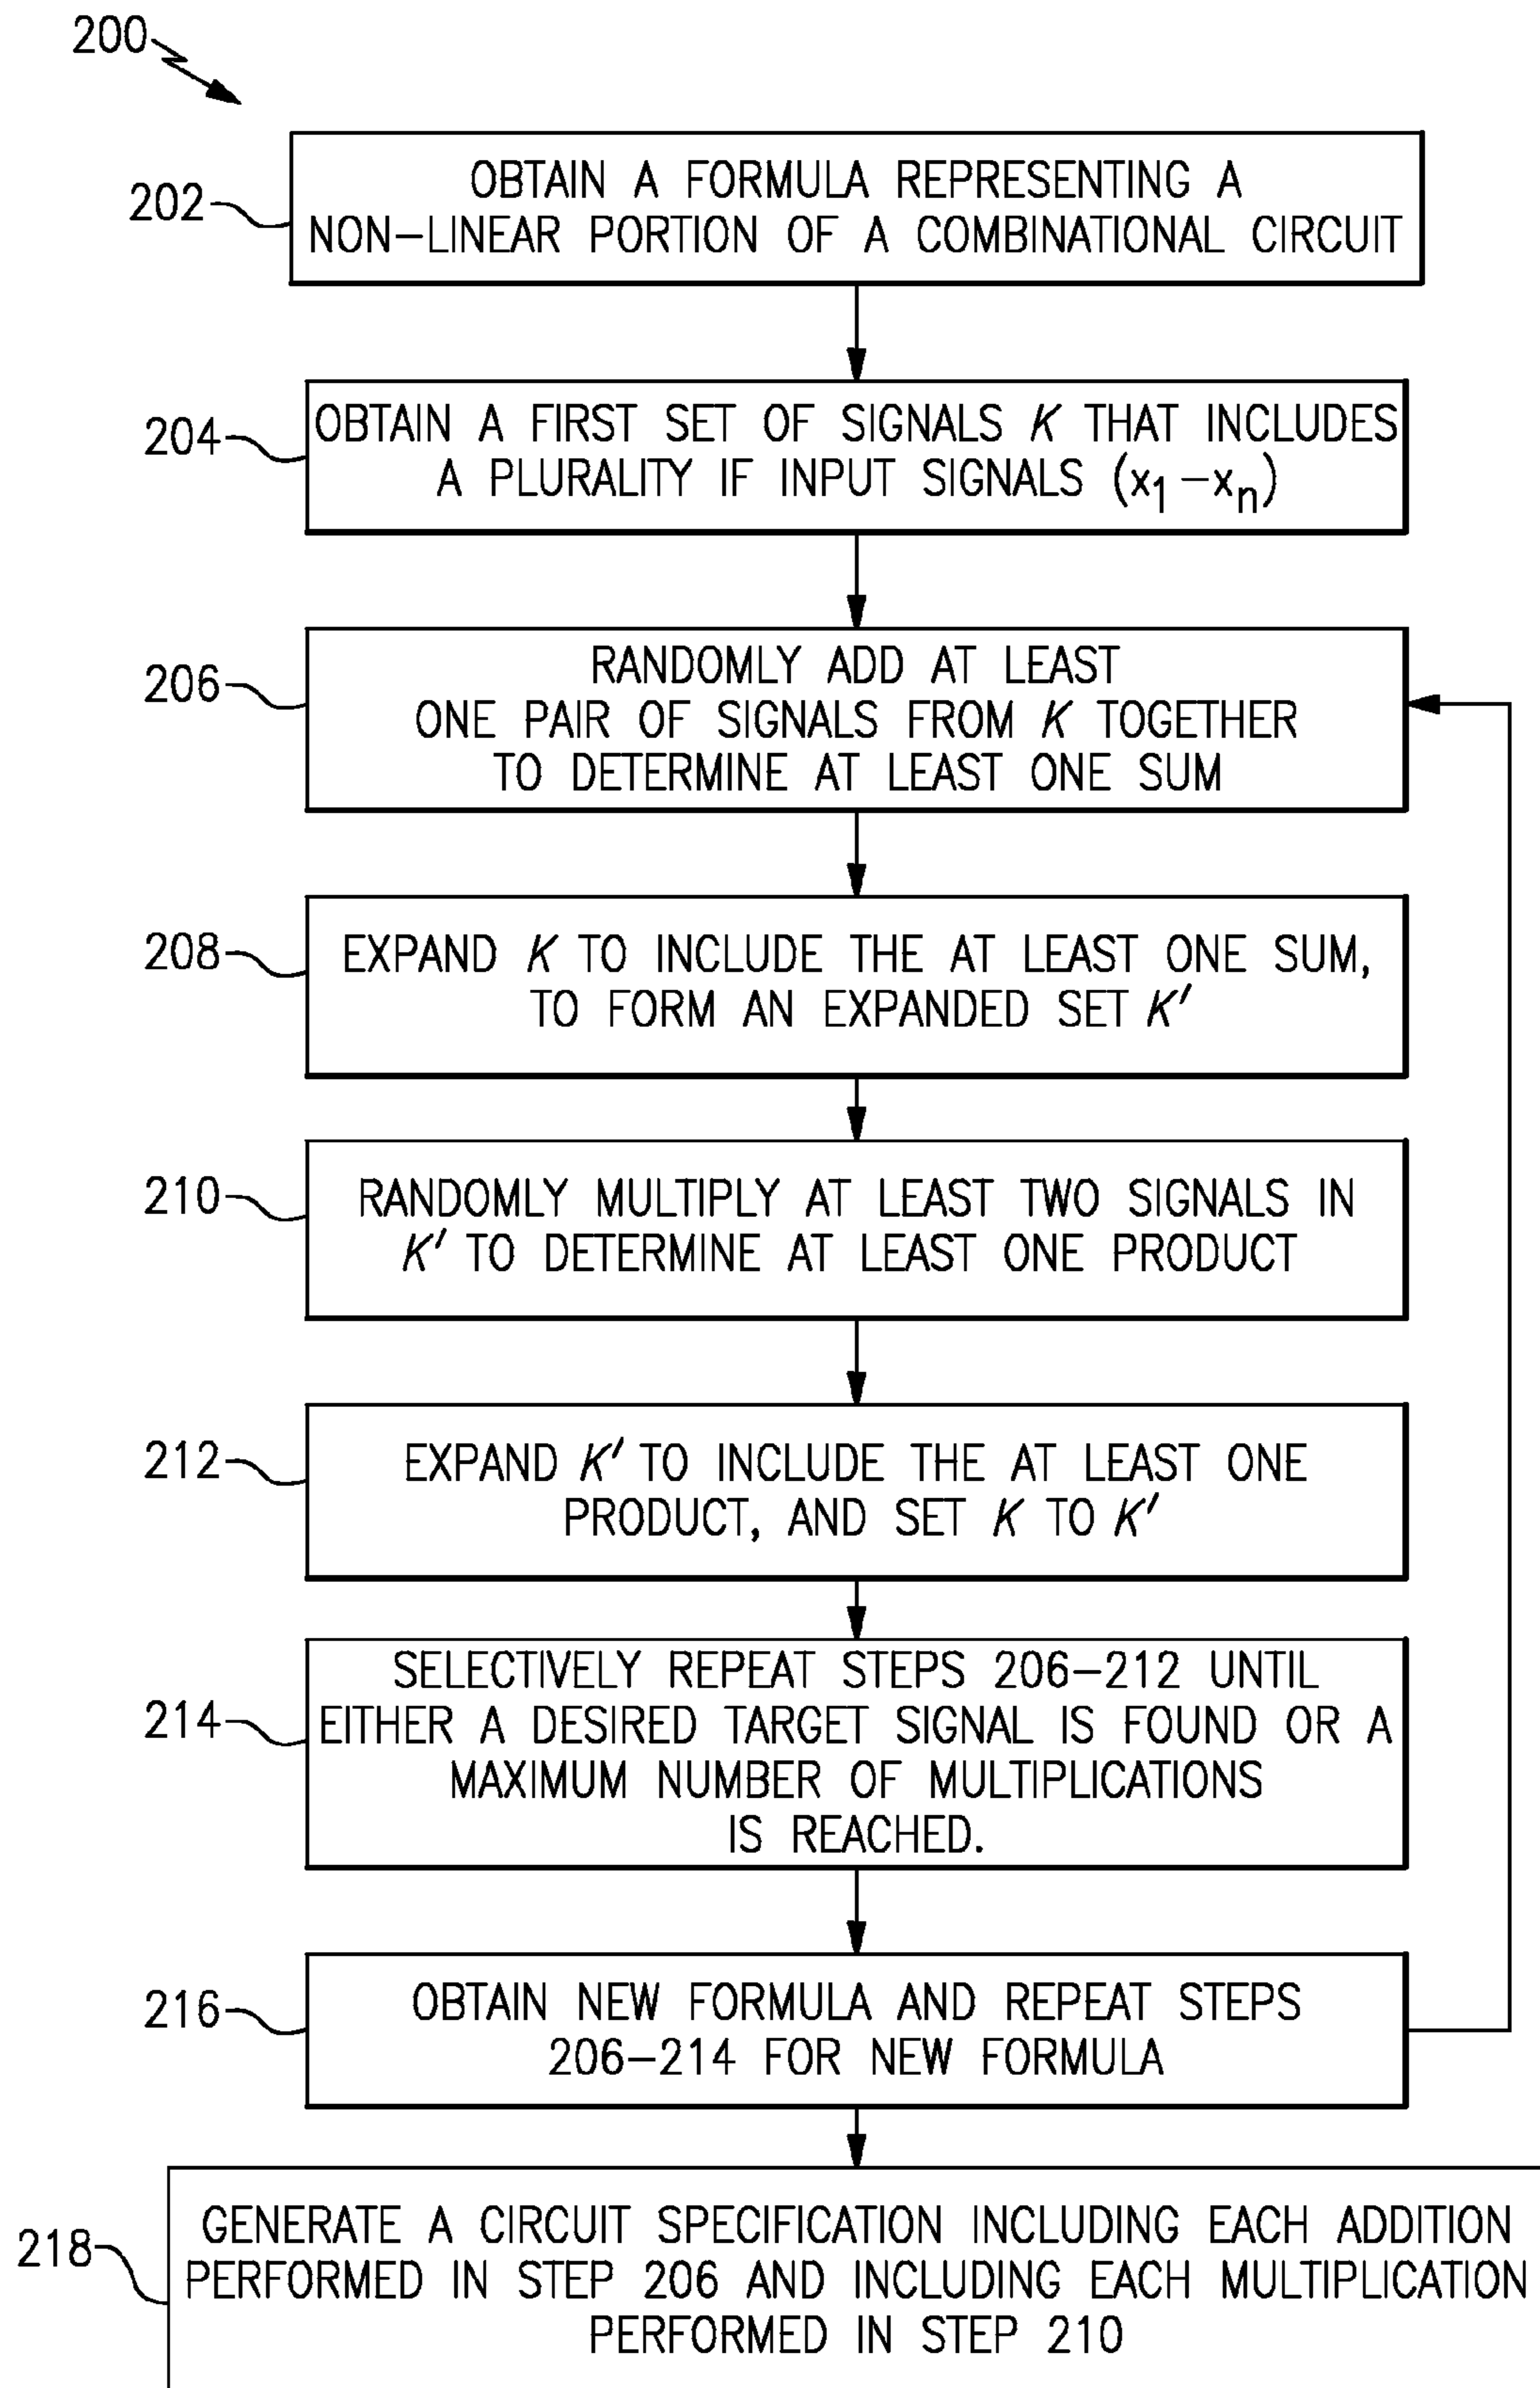 200
202
OBTAIN A FORMULA REPRESENTING A
NON-LINEAR PORTION OF A COMBINATIONAL CIRCUIT
204
OBTAIN A FIRST SET OF SIGNALS K THAT INCLUDES
A PLURALITY IF INPUT SIGNALS (x₁-xₙ)
206
RANDOMLY ADD AT LEAST
ONE PAIR OF SIGNALS FROM K TOGETHER
TO DETERMINE AT LEAST ONE SUM
208
EXPAND K TO INCLUDE THE AT LEAST ONE SUM,
TO FORM AN EXPANDED SET K'
210
RANDOMLY MULTIPLY AT LEAST TWO SIGNALS IN
K' TO DETERMINE AT LEAST ONE PRODUCT
212
EXPAND K' TO INCLUDE THE AT LEAST ONE
PRODUCT, AND SET K TO K'
214
SELECTIVELY REPEAT STEPS 206-212 UNTIL
EITHER A DESIRED TARGET SIGNAL IS FOUND OR A
MAXIMUM NUMBER OF MULTIPLICATIONS
IS REACHED.
216
OBTAIN NEW FORMULA AND REPEAT STEPS
206-214 FOR NEW FORMULA
218
GENERATE A CIRCUIT SPECIFICATION INCLUDING EACH ADDITION
PERFORMED IN STEP 206 AND INCLUDING EACH MULTIPLICATION
PERFORMED IN STEP 210